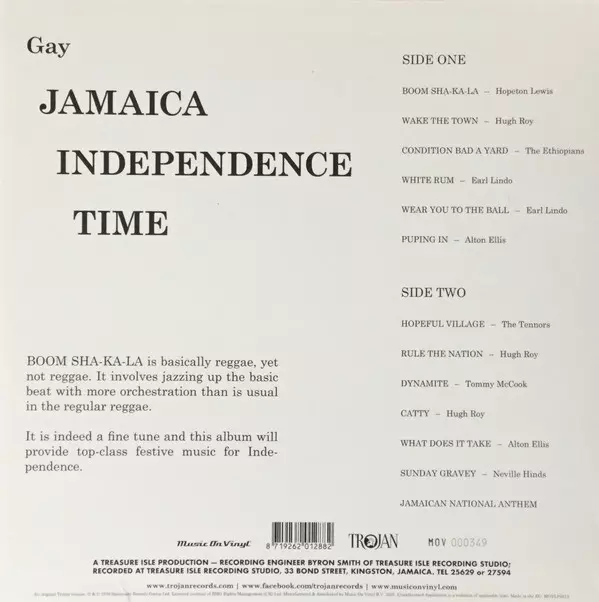 Gay
JAMAICA
INDEPENDENCE
TIME
BOOM SHA-KA-LA is basically reggae, yet
not reggae. It involves jazzing up the basic
beat with more orchestration than is usual
in the regular reggae.
It is indeed a fine tune and this album will
provide top-class festive music for Inde-
pendence.
SIDE ONE
BOOM SHA-KA-LA – Hopeton Lewis
WAKE THE TOWN – Hugh Roy
CONDITION BAD A YARD – The Ethiopians
WHITE RUM – Earl Lindo
WEAR YOU TO THE BALL – Earl Lindo
PUPING IN – Alton Ellis
SIDE TWO
HOPEFUL VILLAGE – The Tennors
RULE THE NATION – Hugh Roy
DYNAMITE – Tommy McCook
CATTY – Hugh Roy
WHAT DOES IT TAKE – Alton Ellis
SUNDAY GRAVEY – Neville Hinds
JAMAICAN NATIONAL ANTHEM
Music On Vinyl
8 719262 012882
TROJAN
MOV 000349
A TREASURE ISLE PRODUCTION — RECORDING ENGINEER BYRON SMITH OF TREASURE ISLE RECORDING STUDIO;
RECORDED AT TREASURE ISLE RECORDING STUDIO, 33 BOND STREET, KINGSTON, JAMAICA. TEL 25629 or 27594
www.trojanrecords.com | www.facebook.com/trojanrecords | www.musiconvinyl.com